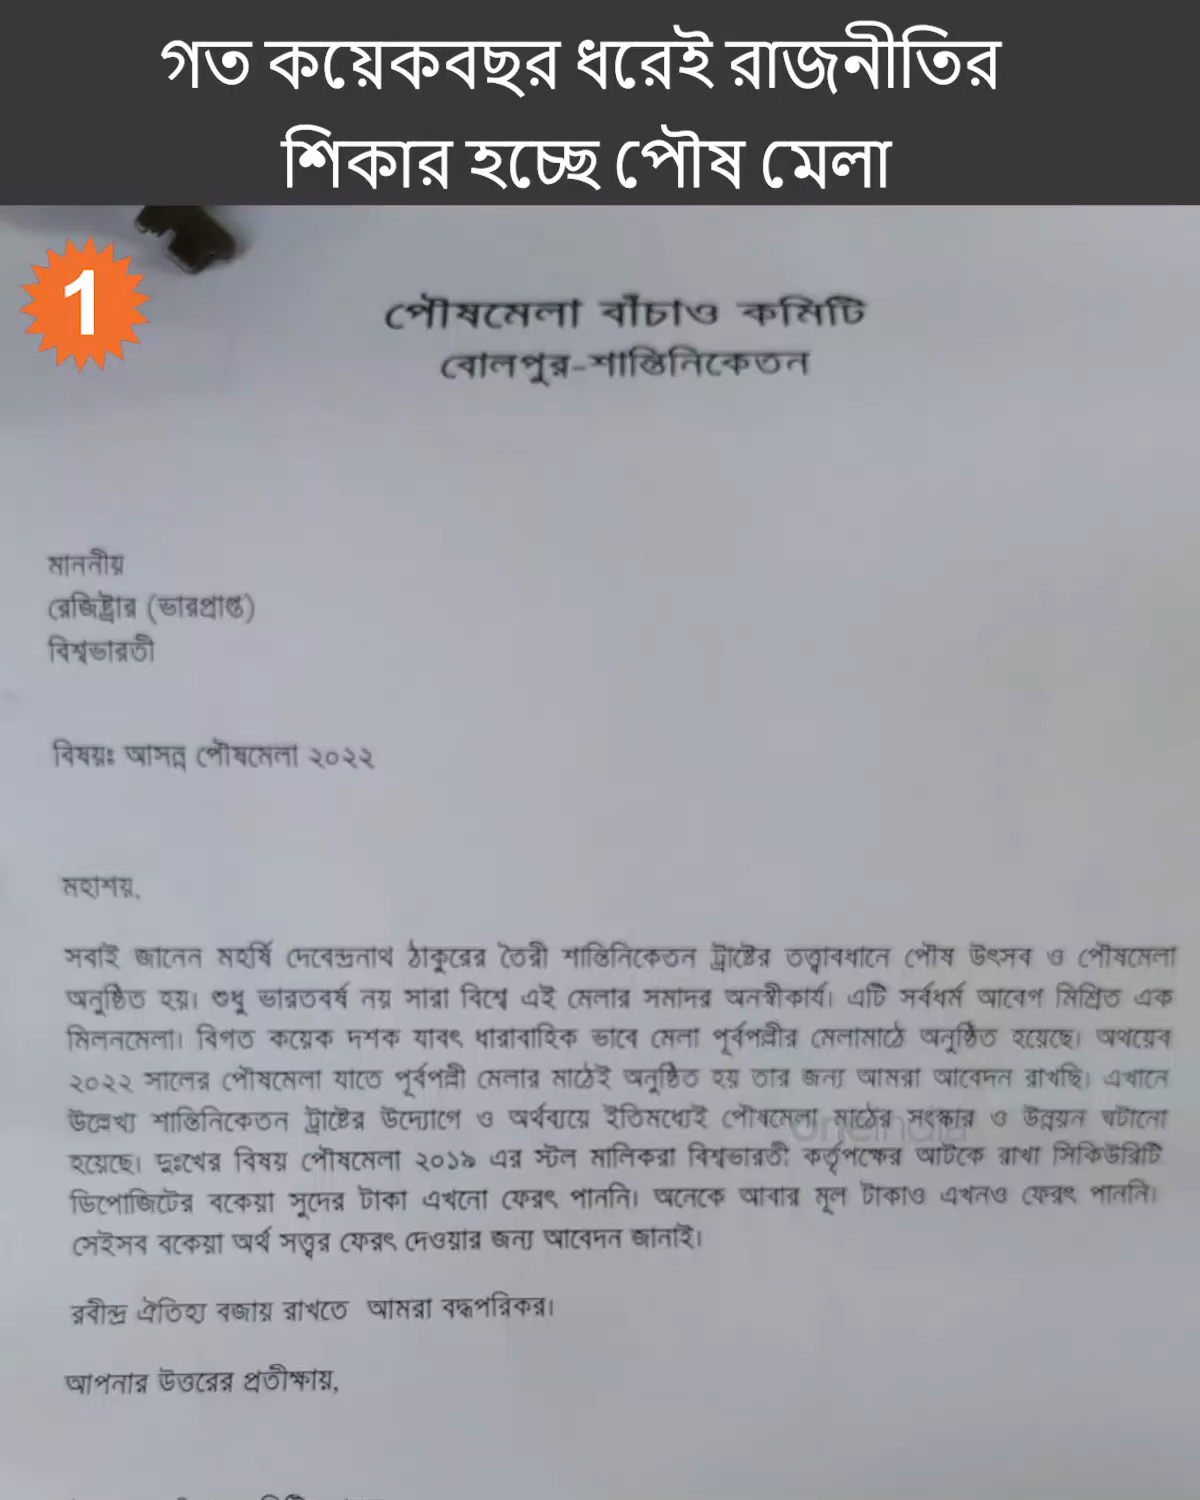 গত কয়েকবছর ধরেই রাজনীতির
শিকার হচ্ছে পৌষ মেলা
1
পৌষমেলা বাঁচাও কমিটি
বোলপুর-শান্তিনিকেতন
মাননীয়
রেজিষ্ট্রার (ভারপ্রাপ্ত)
বিশ্বভারতী
বিষয়ঃ আসন্ন পৌষমেলা ২০২২
মহাশয়,
সবাই জানেন মহর্ষি দেবেন্দ্রনাথ ঠাকুরের তৈরী শান্তিনিকেতন ট্রাষ্টের তত্ত্বাবধানে পৌষ উৎসব ও পৌষমেলা
অনুষ্ঠিত হয়। শুধু ভারতবর্ষ নয় সারা বিশ্বে এই মেলার সমাদর অনস্বীকার্য। এটি সর্বধর্ম আবেগ মিশ্রিত এক
মিলনমেলা। বিগত কয়েক দশক যাবৎ ধারাবাহিক ভাবে মেলা পূর্বপল্লীর মেলামাঠে অনুষ্ঠিত হয়েছে। অথয়েব
২০২২ সালের পৌষমেলা যাতে পূর্বপল্লী মেলার মাঠেই অনুষ্ঠিত হয় তার জন্য আমরা আবেদন রাখছি। এখানে
উল্লেখ্য শান্তিনিকেতন ট্রাষ্টের উদ্যোগে ও অর্থব্যয়ে ইতিমধ্যেই পৌষমেলা মাঠের সংস্কার ও উন্নয়ন ঘটানো
হয়েছে। দুঃখের বিষয় পৌষমেলা ২০১৯ এর স্টল মালিকরা বিশ্বভারতী কর্তৃপক্ষের আটকে রাখা সিকিউরিটি
ডিপোজিটের বকেয়া সুদের টাকা এখনো ফেরৎ পাননি। অনেকে আবার মূল টাকাও এখনও ফেরৎ পাননি।
সেইসব বকেয়া অর্থ সত্ত্বর ফেরৎ দেওয়ার জন্য আবেদন জানাই।
রবীন্দ্র ঐতিহ্য বজায় রাখতে আমরা বদ্ধপরিকর।
আপনার উত্তরের প্রতীক্ষায়,